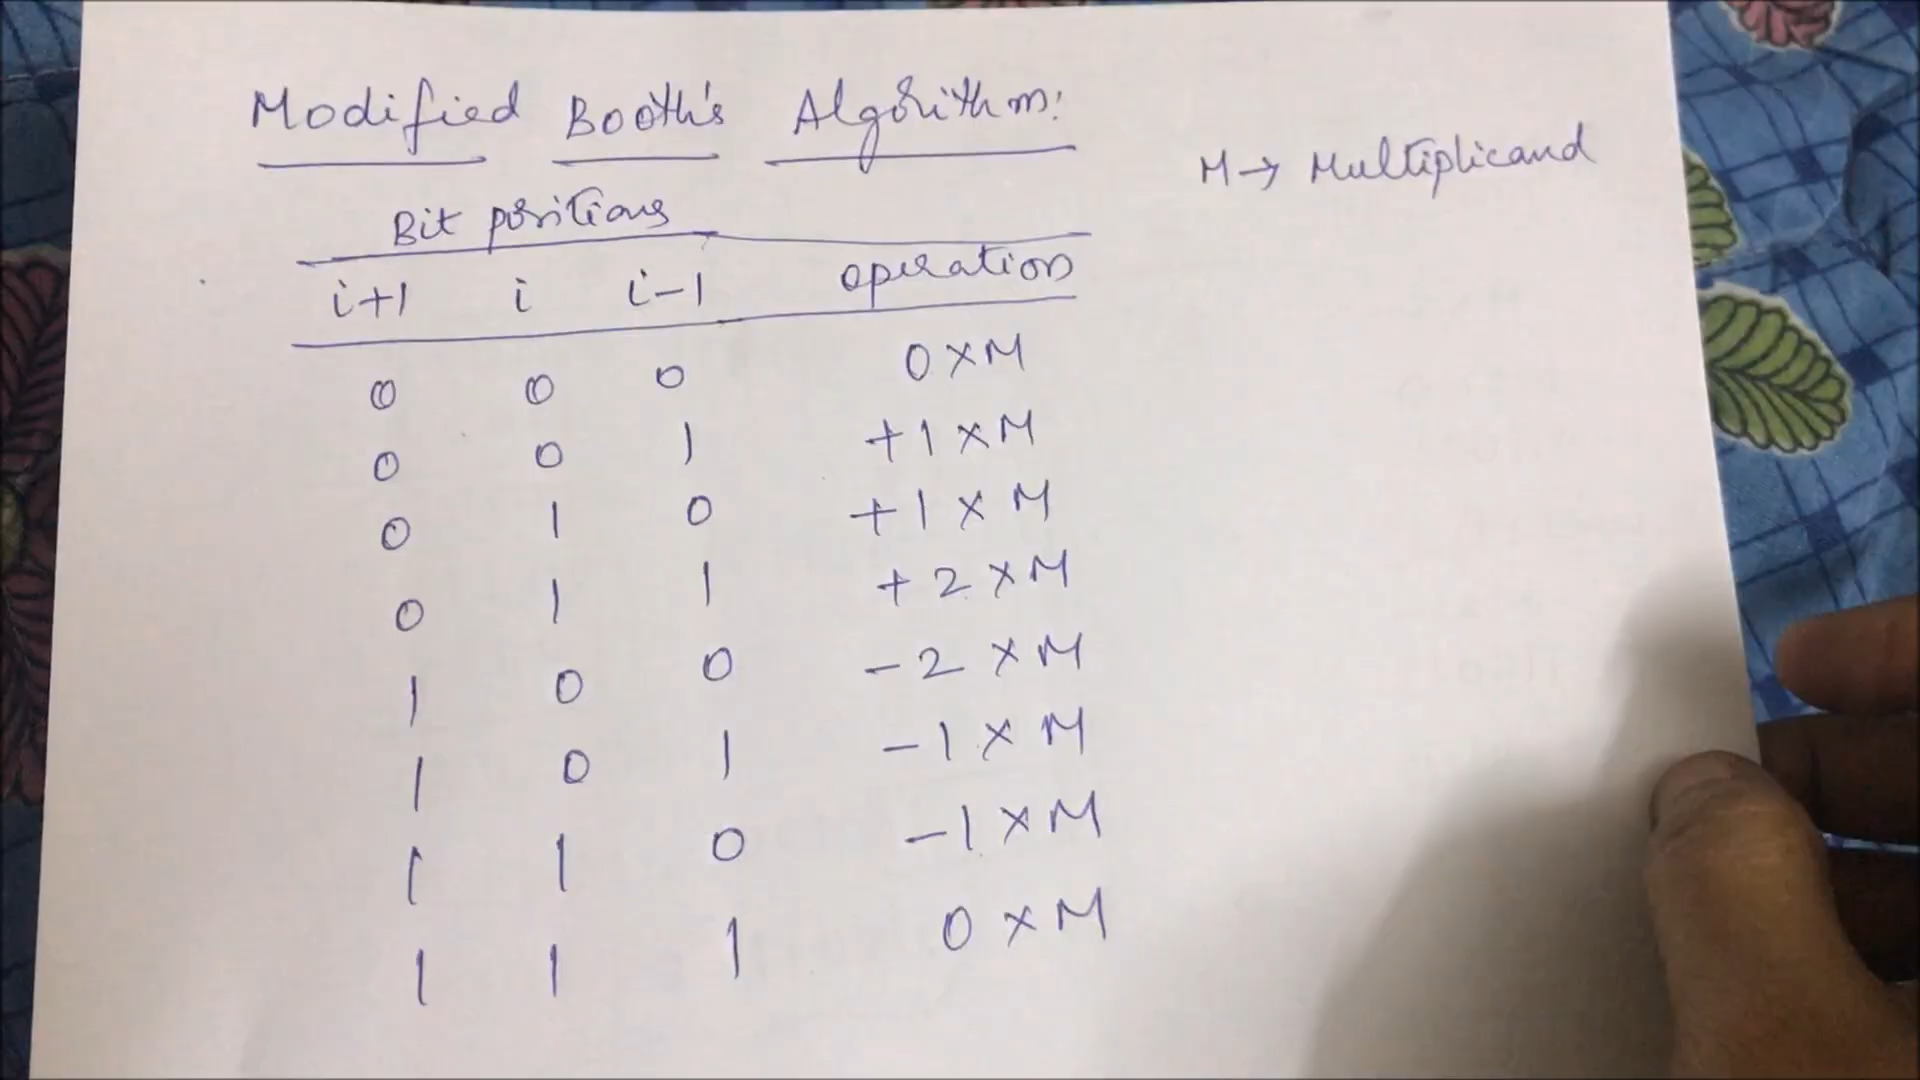 Modified Booth's Algorithm:
M → Multiplicand
Bit positions
i+1 i i-1 operation
0 0 0 0 × M
0 0 1 +1 × M
0 1 0 +1 × M
0 1 1 +2 × M
1 0 0 -2 × M
1 0 1 -1 × M
1 1 0 -1 × M
1 1 1 0 × M